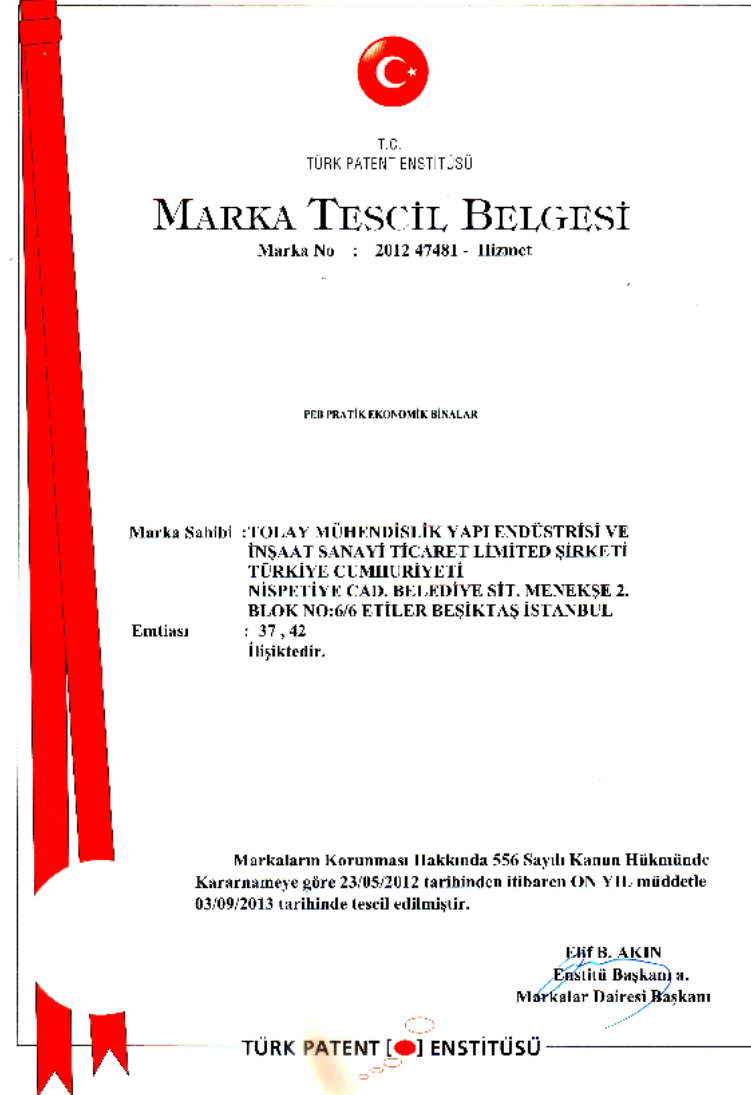 T.C.
TÜRK PATENT ENSTİTÜSÜ
MARKA TESCİL BELGESİ
Marka No : 2012 47481 - Hizmet
PEB PRATİK EKONOMİK BİNALAR
Marka Sahibi :TOLAY MÜHENDİSLİK YAPI ENDÜSTRİSİ VE
İNŞAAT SANAYİ TİCARET LİMİTED ŞİRKETİ
TÜRKİYE CUMHURİYETİ
NİSPETİYE CAD. BELEDİYE SİT. MENEKŞE 2.
BLOK NO:6/6 ETİLER BEŞİKTAŞ İSTANBUL
Emtiası : 37 , 42
İlişiktedir.
Markaların Korunması Hakkında 556 Sayılı Kanun Hükmünde
Kararnameye göre 23/05/2012 tarihinden itibaren ON YIL müddetle
03/09/2013 tarihinde tescil edilmiştir.
Elif B. AKIN
Enstitü Başkanı a.
Markalar Dairesi Başkanı
TÜRK PATENT [ ] ENSTİTÜSÜ